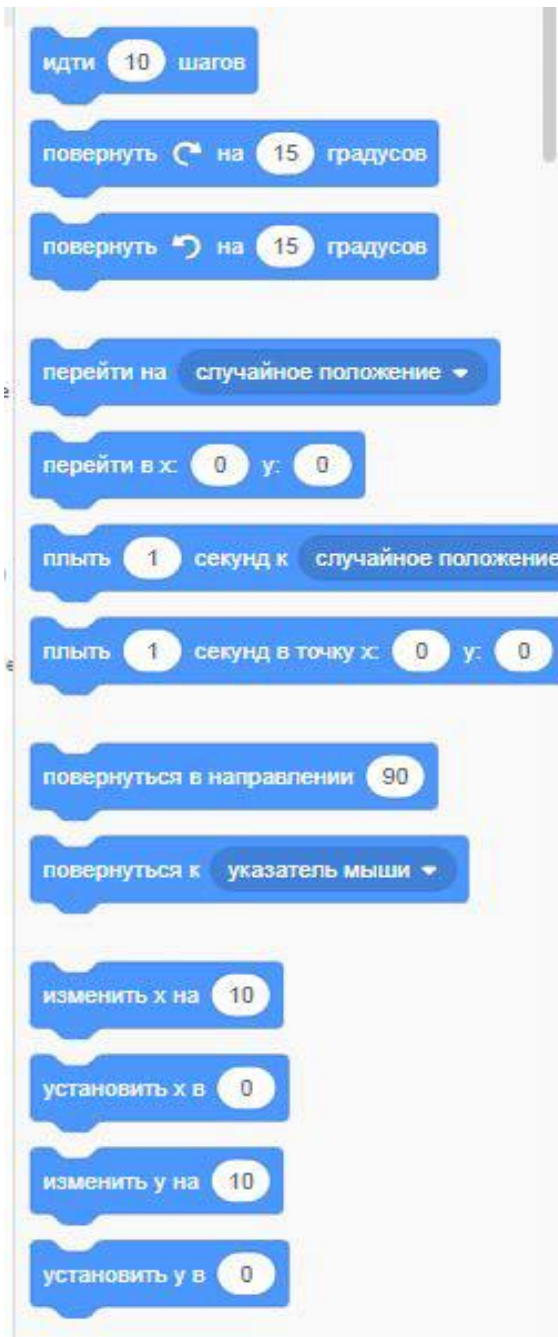 идти 10 шагов
повернуть на 15 градусов
повернуть на 15 градусов
перейти на случайное положение
перейти в x: 0 y: 0
плыть 1 секунд к случайное положение
плыть 1 секунд в точку x: 0 y: 0
повернуться в направлении 90
повернуться к указатель мыши
изменить x на 10
установить x в 0
изменить y на 10
установить y в 0